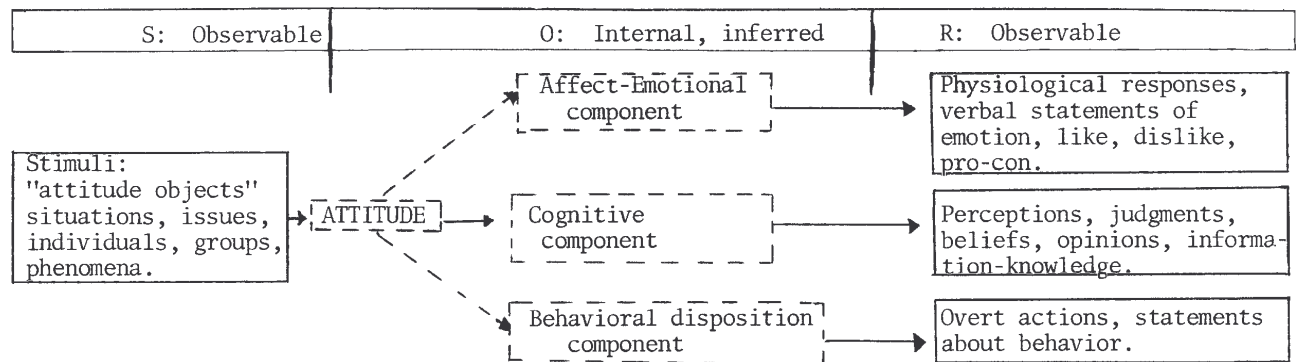 S: Observable
O: Internal, inferred
R: Observable
Stimuli:
"attitude objects"
situations, issues,
individuals, groups,
phenomena.
ATTITUDE
Affect-Emotional
component
Cognitive
component
Behavioral disposition
component
Physiological responses,
verbal statements of
emotion, like, dislike,
pro-con.
Perceptions, judgments,
beliefs, opinions, informa-
tion-knowledge.
Overt actions, statements
about behavior.